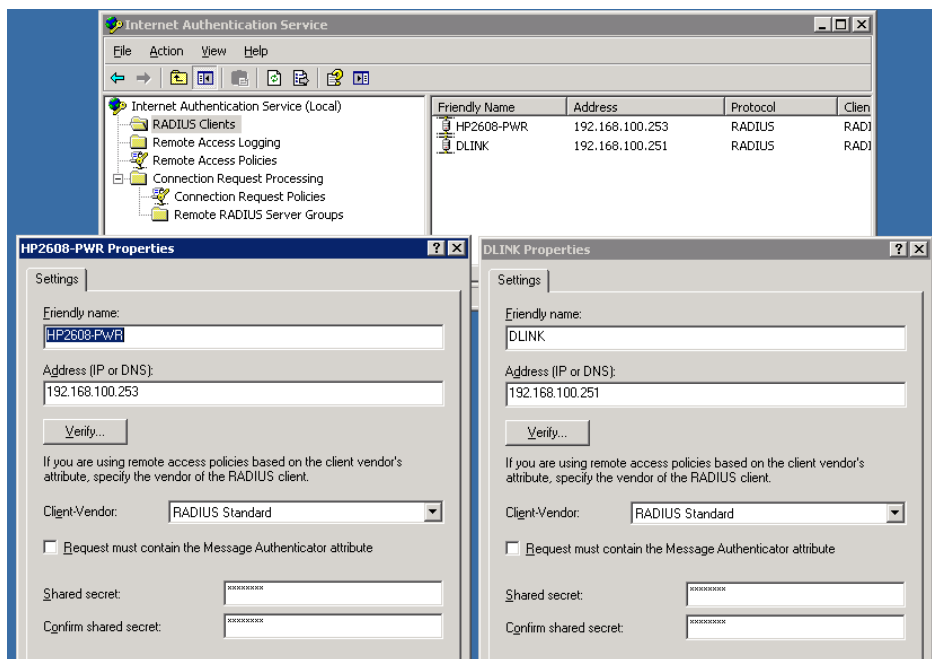 Internet Authentication Service
File Action View Help
Internet Authentication Service (Local)
RADIUS Clients
Remote Access Logging
Remote Access Policies
Connection Request Processing
Connection Request Policies
Remote RADIUS Server Groups
Friendly Name Address Protocol Clien
HP2608-PWR 192.168.100.253 RADIUS RADI
DLINK 192.168.100.251 RADIUS RADI
HP2608-PWR Properties
Settings
Friendly name:
HP2608-PWR
Address (IP or DNS):
192.168.100.253
Verify...
If you are using remote access policies based on the client vendor's
attribute, specify the vendor of the RADIUS client.
Client-Vendor: RADIUS Standard
Request must contain the Message Authenticator attribute
Shared secret: xxxxxxxx
Confirm shared secret: xxxxxxxx
DLINK Properties
Settings
Friendly name:
DLINK
Address (IP or DNS):
192.168.100.251
Verify...
If you are using remote access policies based on the client vendor's
attribute, specify the vendor of the RADIUS client.
Client-Vendor: RADIUS Standard
Request must contain the Message Authenticator attribute
Shared secret: xxxxxxxx
Confirm shared secret: xxxxxxxx